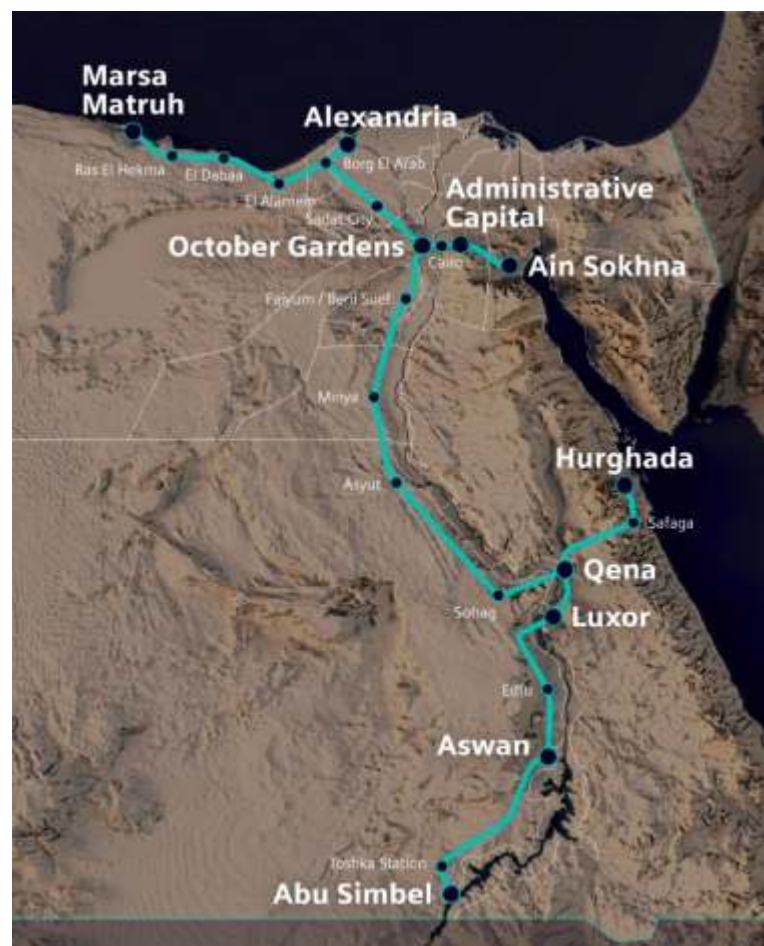 Marsa
Matruh
Alexandria
Ras El Hekma
El Dabaa
Borg El Arab
El Alamein
Sadat City
Administrative
Capital
October Gardens
Cairo
Ain Sokhna
Faiyum / Beni Suef
Minya
Asyut
Hurghada
Safaga
Qena
Sohag
Luxor
Edfu
Aswan
Toshka Station
Abu Simbel